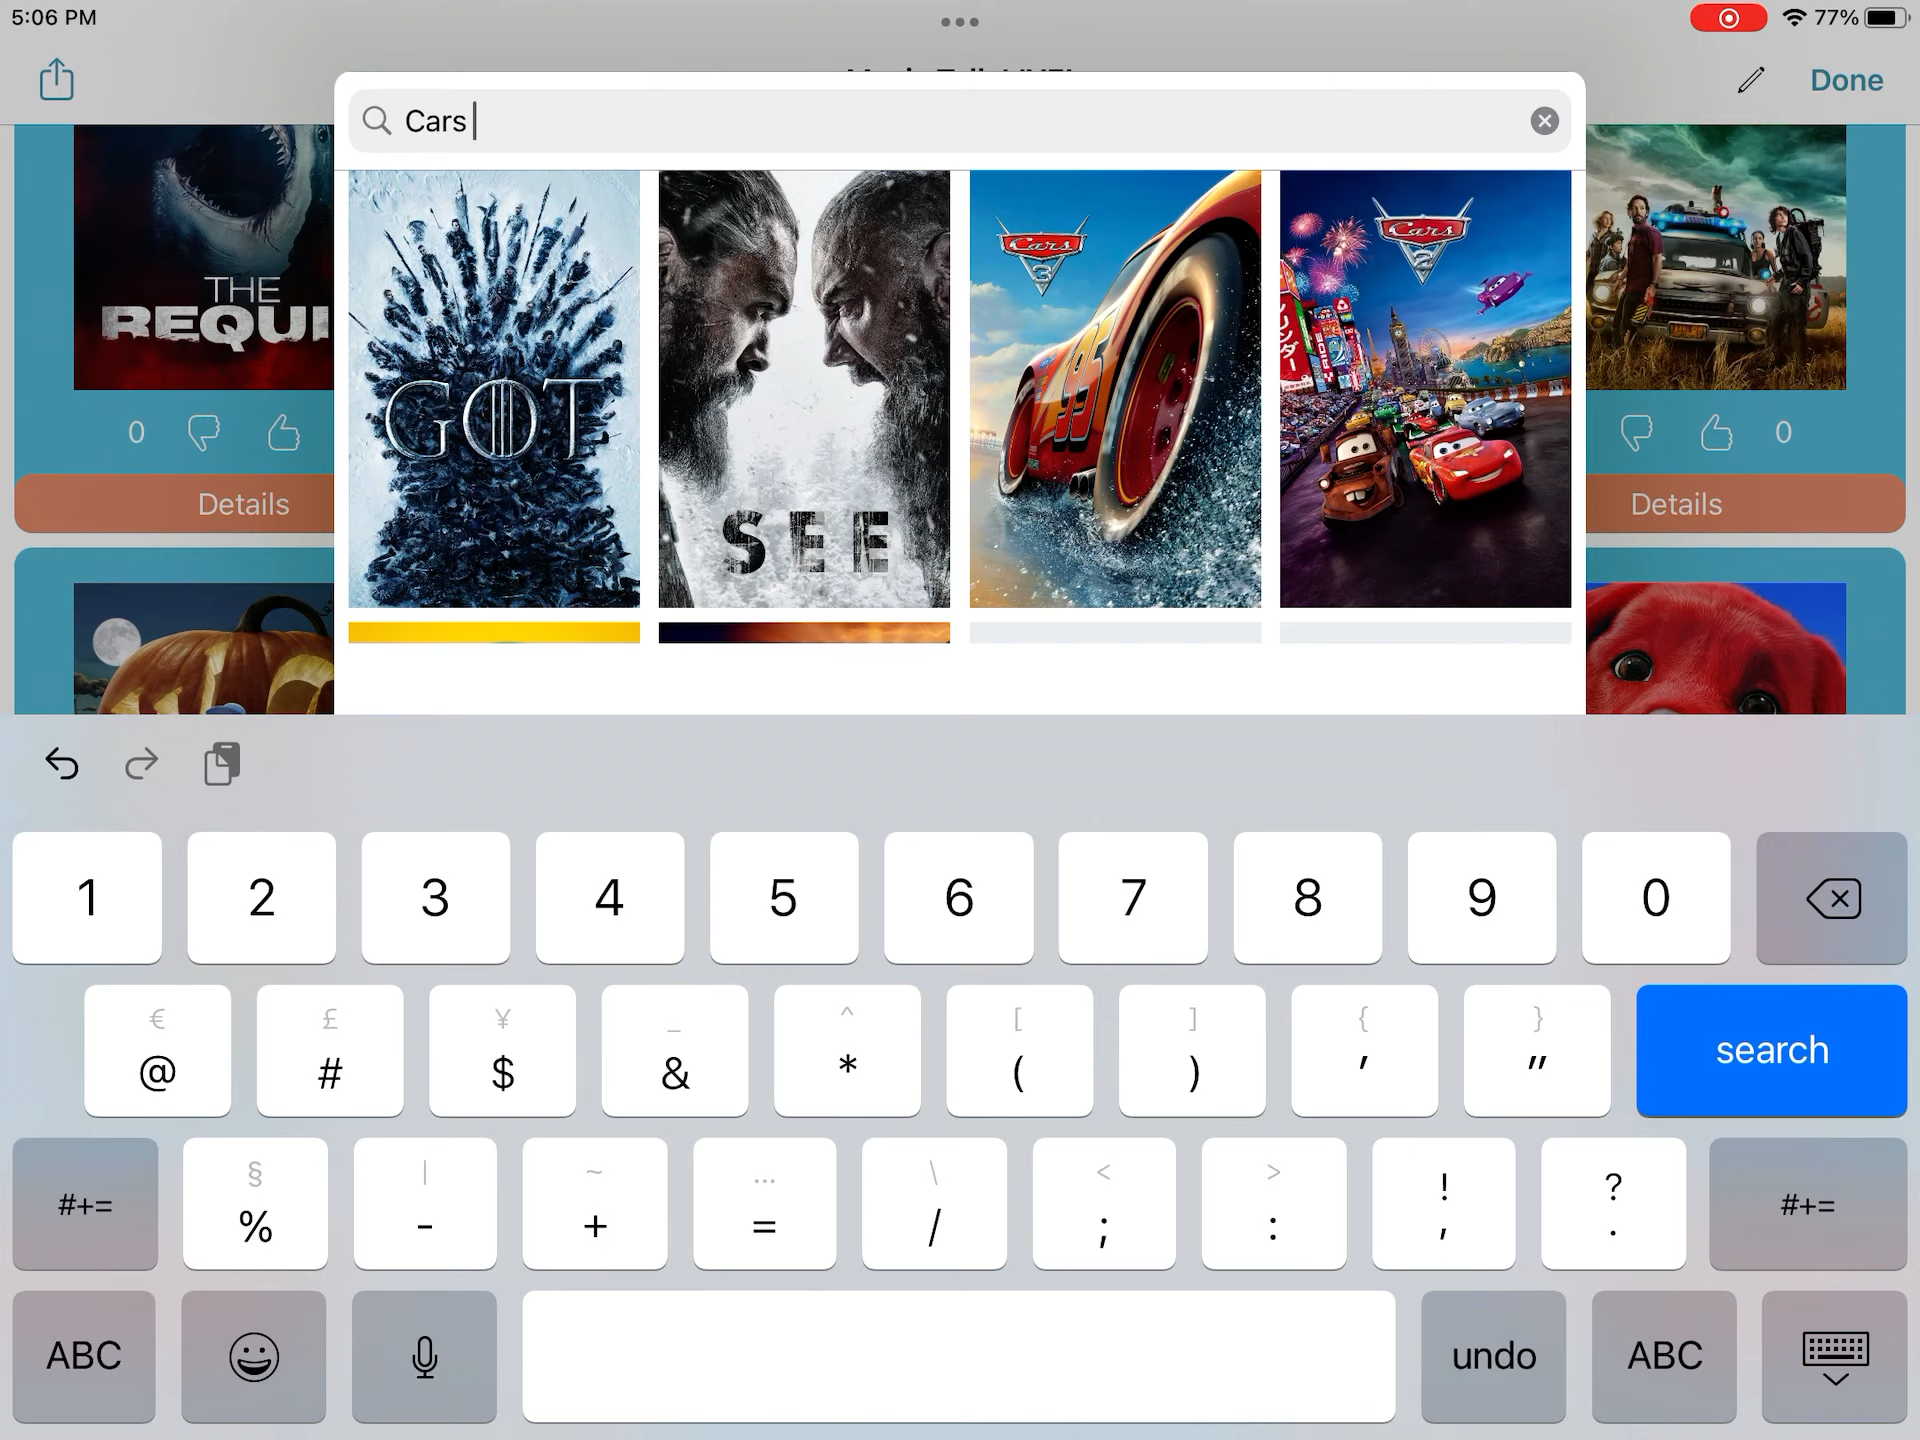 5:06 PM
77%
Done
Cars
THE
REQUI
GOT
SEE
Cars
3
95
Cars
2
0
0
Details
Details
1 2 3 4 5 6 7 8 9 0
€ £ ¥ _ ^ [ ] { }
@ # $ & * ( ) ' "
search
§ | ~ … \ < > ! ?
#+= % - + = / ; : , . #+=
ABC
undo
ABC